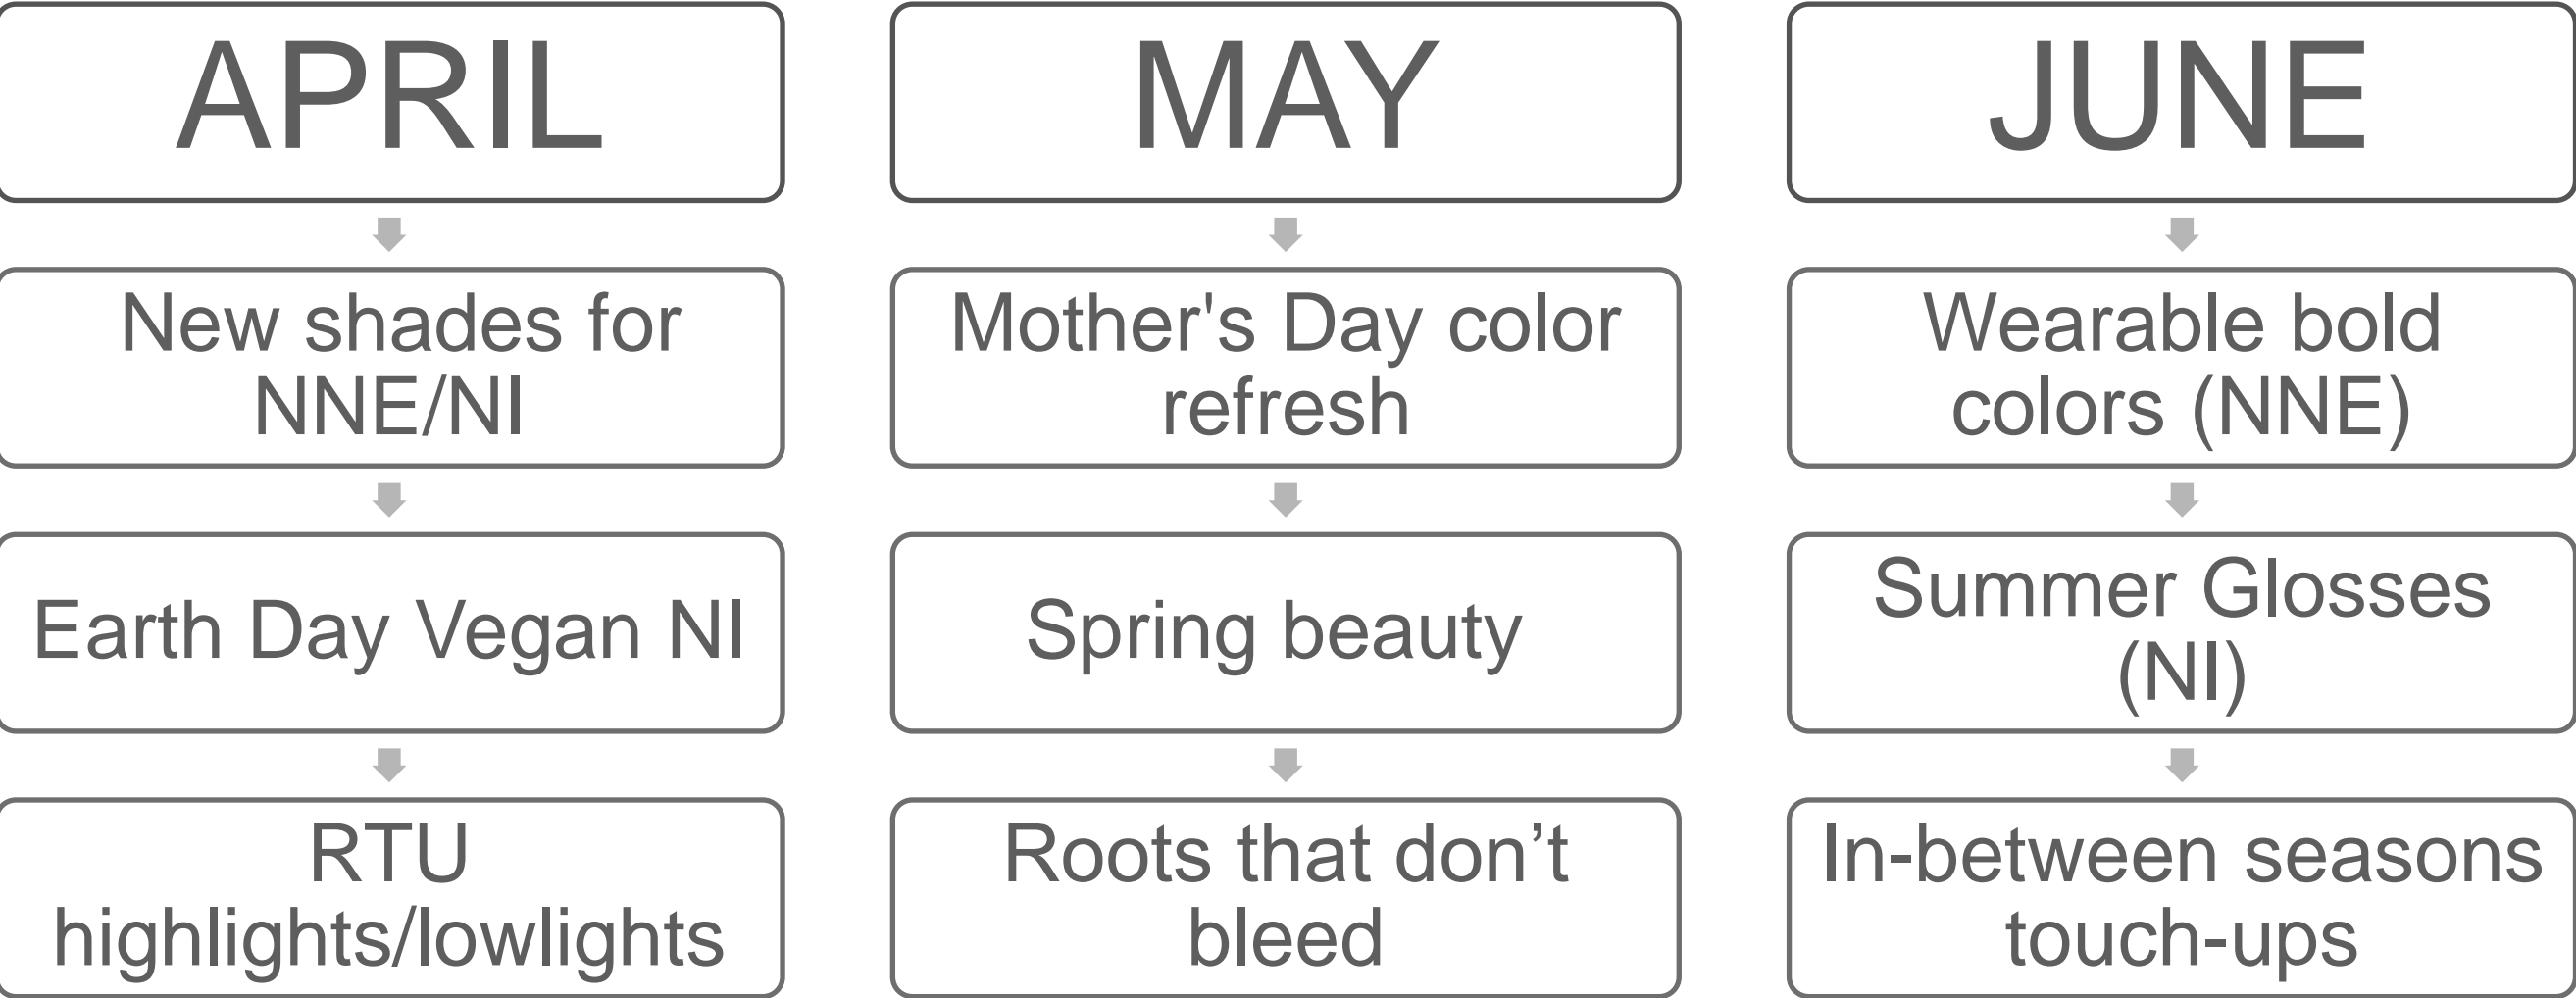 APRIL
New shades for
NNE/NI
Earth Day Vegan NI
RTU
highlights/lowlights
MAY
Mother's Day color
refresh
Spring beauty
Roots that don’t
bleed
JUNE
Wearable bold
colors (NNE)
Summer Glosses
(NI)
In-between seasons
touch-ups